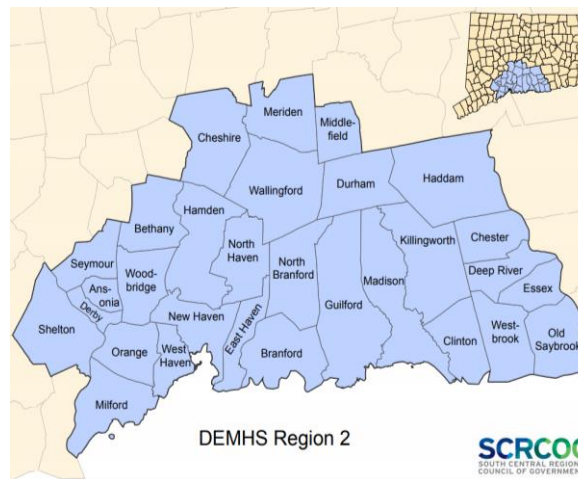 Meriden
Middle-
field
Cheshire
Wallingford
Durham
Haddam
Hamden
Bethany
North
Haven
North
Branford
Killingworth
Chester
Seymour
Wood-
bridge
Guilford
Madison
Deep River
Ans-
onia
Essex
Derby
New Haven
East Haven
Shelton
West-
brook
Old
Saybrook
Clinton
Orange
West
Haven
Branford
Milford
DEMHS Region 2
SCRCOG
SOUTH CENTRAL REGION
COUNCIL OF GOVERNMENT